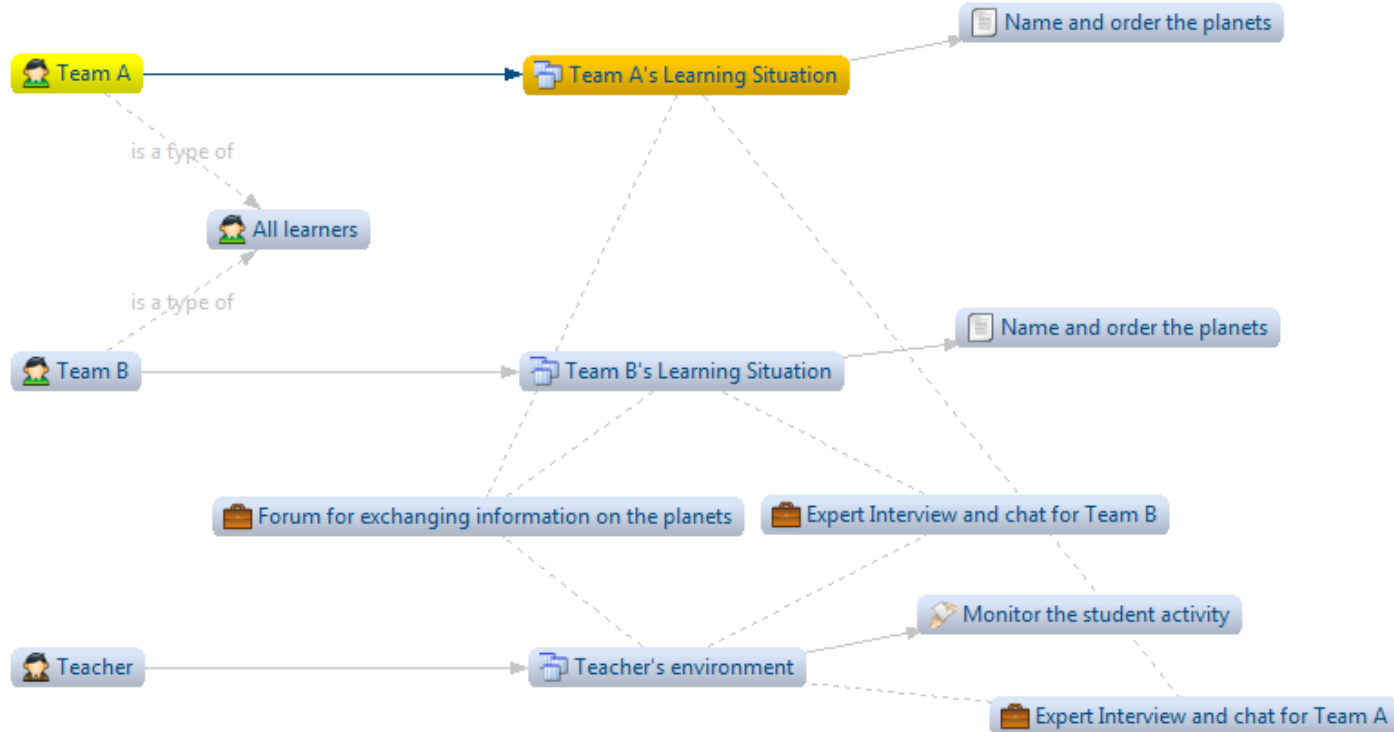 Name and order the planets
Team A
Team A's Learning Situation
is a type of
All learners
is a type of
Name and order the planets
Team B
Team B's Learning Situation
Forum for exchanging information on the planets
Expert Interview and chat for Team B
Monitor the student activity
Teacher
Teacher's environment
Expert Interview and chat for Team A